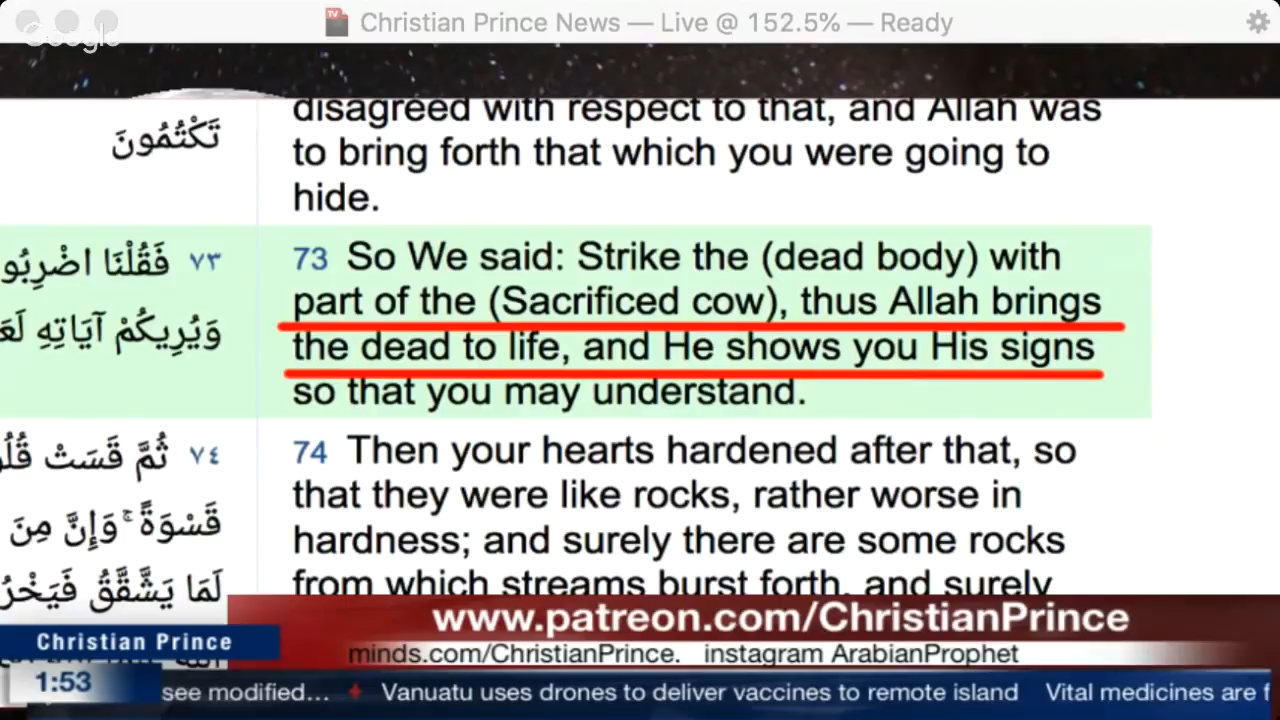 Christian Prince News — Live @ 152.5% — Ready
Google
disagreed with respect to that, and Allah was
to bring forth that which you were going to
hide.
تَكْتُمُونَ
73 So We said: Strike the (dead body) with
part of the (Sacrificed cow), thus Allah brings
the dead to life, and He shows you His signs
so that you may understand.
٧٣ فَقُلْنَا اضْرِبُو
وَيُرِيكُمْ آيَاتِهِ لَعَ
74 Then your hearts hardened after that, so
that they were like rocks, rather worse in
hardness; and surely there are some rocks
from which streams burst forth, and surely
٧٤ ثُمَّ قَسَتْ قُلُ
قَسْوَةً ۚ وَإِنَّ مِنَ
لَمَا يَشَّقَّقُ فَيَخْرُ
www.patreon.com/ChristianPrince
Christian Prince
minds.com/ChristianPrince. instagram ArabianProphet
1:53
see modified... Vanuatu uses drones to deliver vaccines to remote island Vital medicines are f